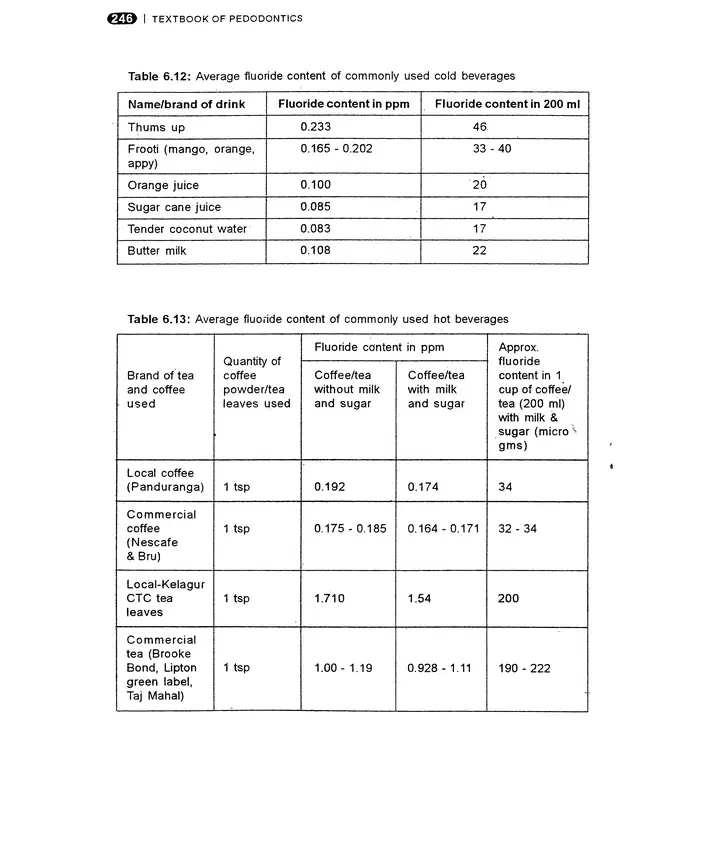 246 | TEXTBOOK OF PEDODONTICS
Table 6.12: Average fluoride content of commonly used cold beverages
Name/brand of drink Fluoride content in ppm Fluoride content in 200 ml
Thums up 0.233 46
Frooti (mango, orange, 0.165 - 0.202 33 - 40
appy)
Orange juice 0.100 20
Sugar cane juice 0.085 17
Tender coconut water 0.083 17
Butter milk 0.108 22
Table 6.13: Average fluoride content of commonly used hot beverages
Brand of tea
and coffee
used
Quantity of
coffee
powder/tea
leaves used
Fluoride content in ppm
Coffee/tea
without milk
and sugar
Coffee/tea
with milk
and sugar
Approx.
fluoride
content in 1
cup of coffee/
tea (200 ml)
with milk &
sugar (micro
gms)
Local coffee
(Panduranga) 1 tsp 0.192 0.174 34
Commercial
coffee 1 tsp 0.175 - 0.185 0.164 - 0.171 32 - 34
(Nescafe
& Bru)
Local-Kelagur
CTC tea 1 tsp 1.710 1.54 200
leaves
Commercial
tea (Brooke
Bond, Lipton 1 tsp 1.00 - 1.19 0.928 - 1.11 190 - 222
green label,
Taj Mahal)